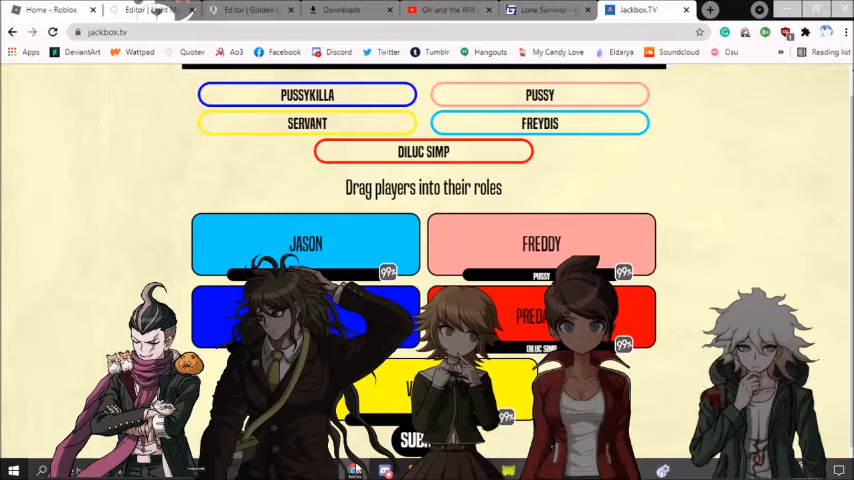 Home - Roblox
Editor | Light My
Editor | Golden
Downloads
Ori and the Will
Lone Survivor -
Jackbox.TV
jackbox.tv
Apps DeviantArt Wattpad Quotev Ao3 Facebook Discord Twitter Tumblr Hangouts My Candy Love Eldarya Soundcloud Osu » Reading list
PUSSYKILLA PUSSY
SERVANT FREYDIS
DILUC SIMP
Drag players into their roles
JASON FREDDY
99% PUSSY 99%
DILUC SIMP 99%
99%